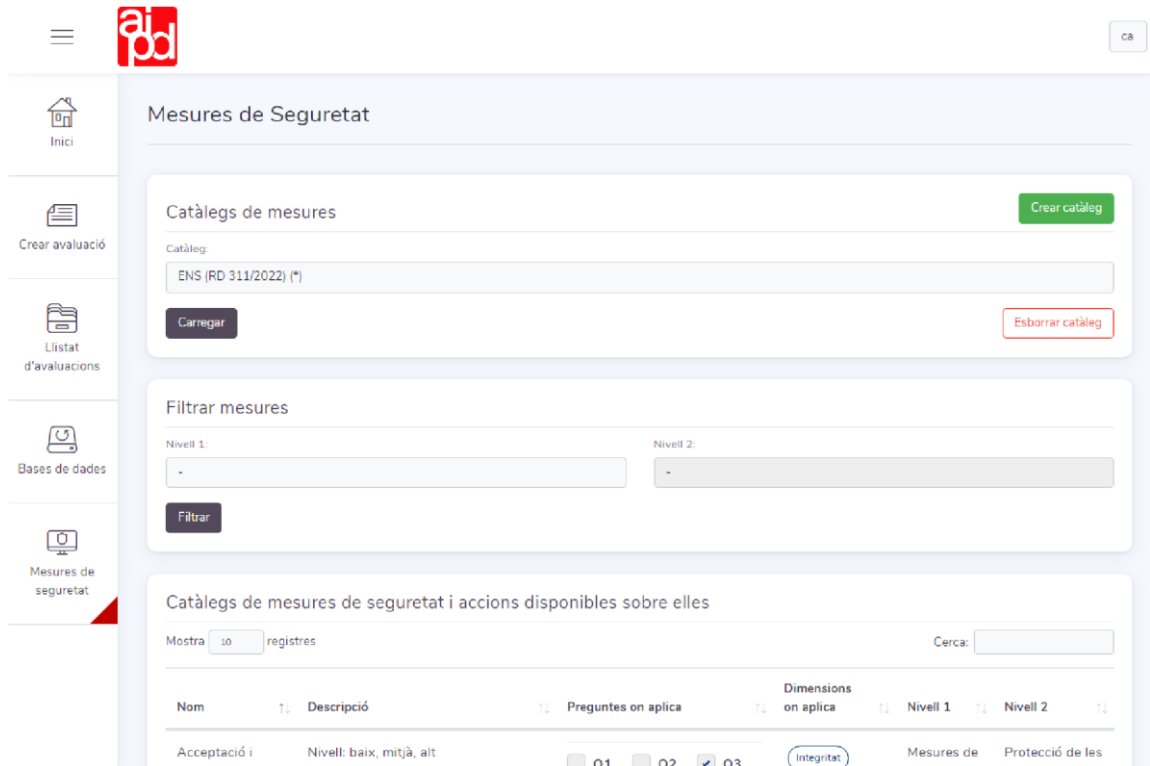 aipd
ca
Inici
Crear avaluació
Llistat
d'avaluacions
Bases de dades
Mesures de
seguretat
Mesures de Seguretat
Catàlegs de mesures
Crear catàleg
Catàleg:
ENS (RD 311/2022) (*)
Carregar
Esborrar catàleg
Filtrar mesures
Nivell 1:
Nivell 2:
-
-
Filtrar
Catàlegs de mesures de seguretat i accions disponibles sobre elles
Mostra 10 registres
Cerca:
Nom
Descripció
Preguntes on aplica
Dimensions
on aplica
Nivell 1
Nivell 2
Acceptació i
Nivell: baix, mitjà, alt
Q1 Q2 Q3
Integritat
Mesures de
Protecció de les